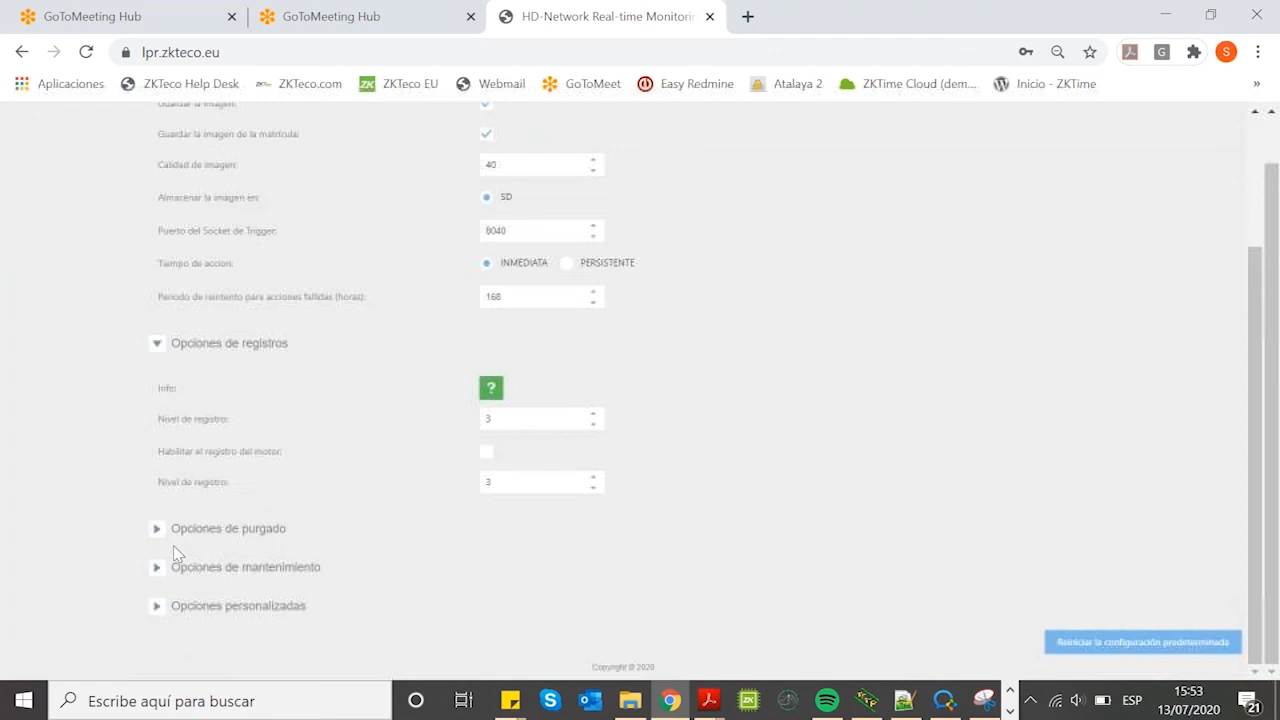 GoToMeeting Hub
GoToMeeting Hub
HD-Network Real-time Monitorin
lpr.zkteco.eu
S
Aplicaciones
ZKTeco Help Desk
ZKTeco.com
ZKTeco EU
Webmail
GoToMeet
Easy Redmine
Atalaya 2
ZKTime Cloud (dem...
Inicio - ZKTime
»
Guardar la imagen:
Guardar la imagen de la matrícula:
Calidad de imagen: 40
Almacenar la imagen en: SD
Puerto del Socket de Trigger: 8040
Tiempo de accion: INMEDIATA PERSISTENTE
Periodo de reintento para acciones fallidas (horas): 168
Opciones de registros
Info: ?
Nivel de registro: 3
Habilitar el registro del motor:
Nivel de registro: 3
Opciones de purgado
Opciones de mantenimiento
Opciones personalizadas
Reiniciar la configuración predeterminada
Copyright @ 2020
Escribe aquí para buscar
ESP
15:53
13/07/2020
21